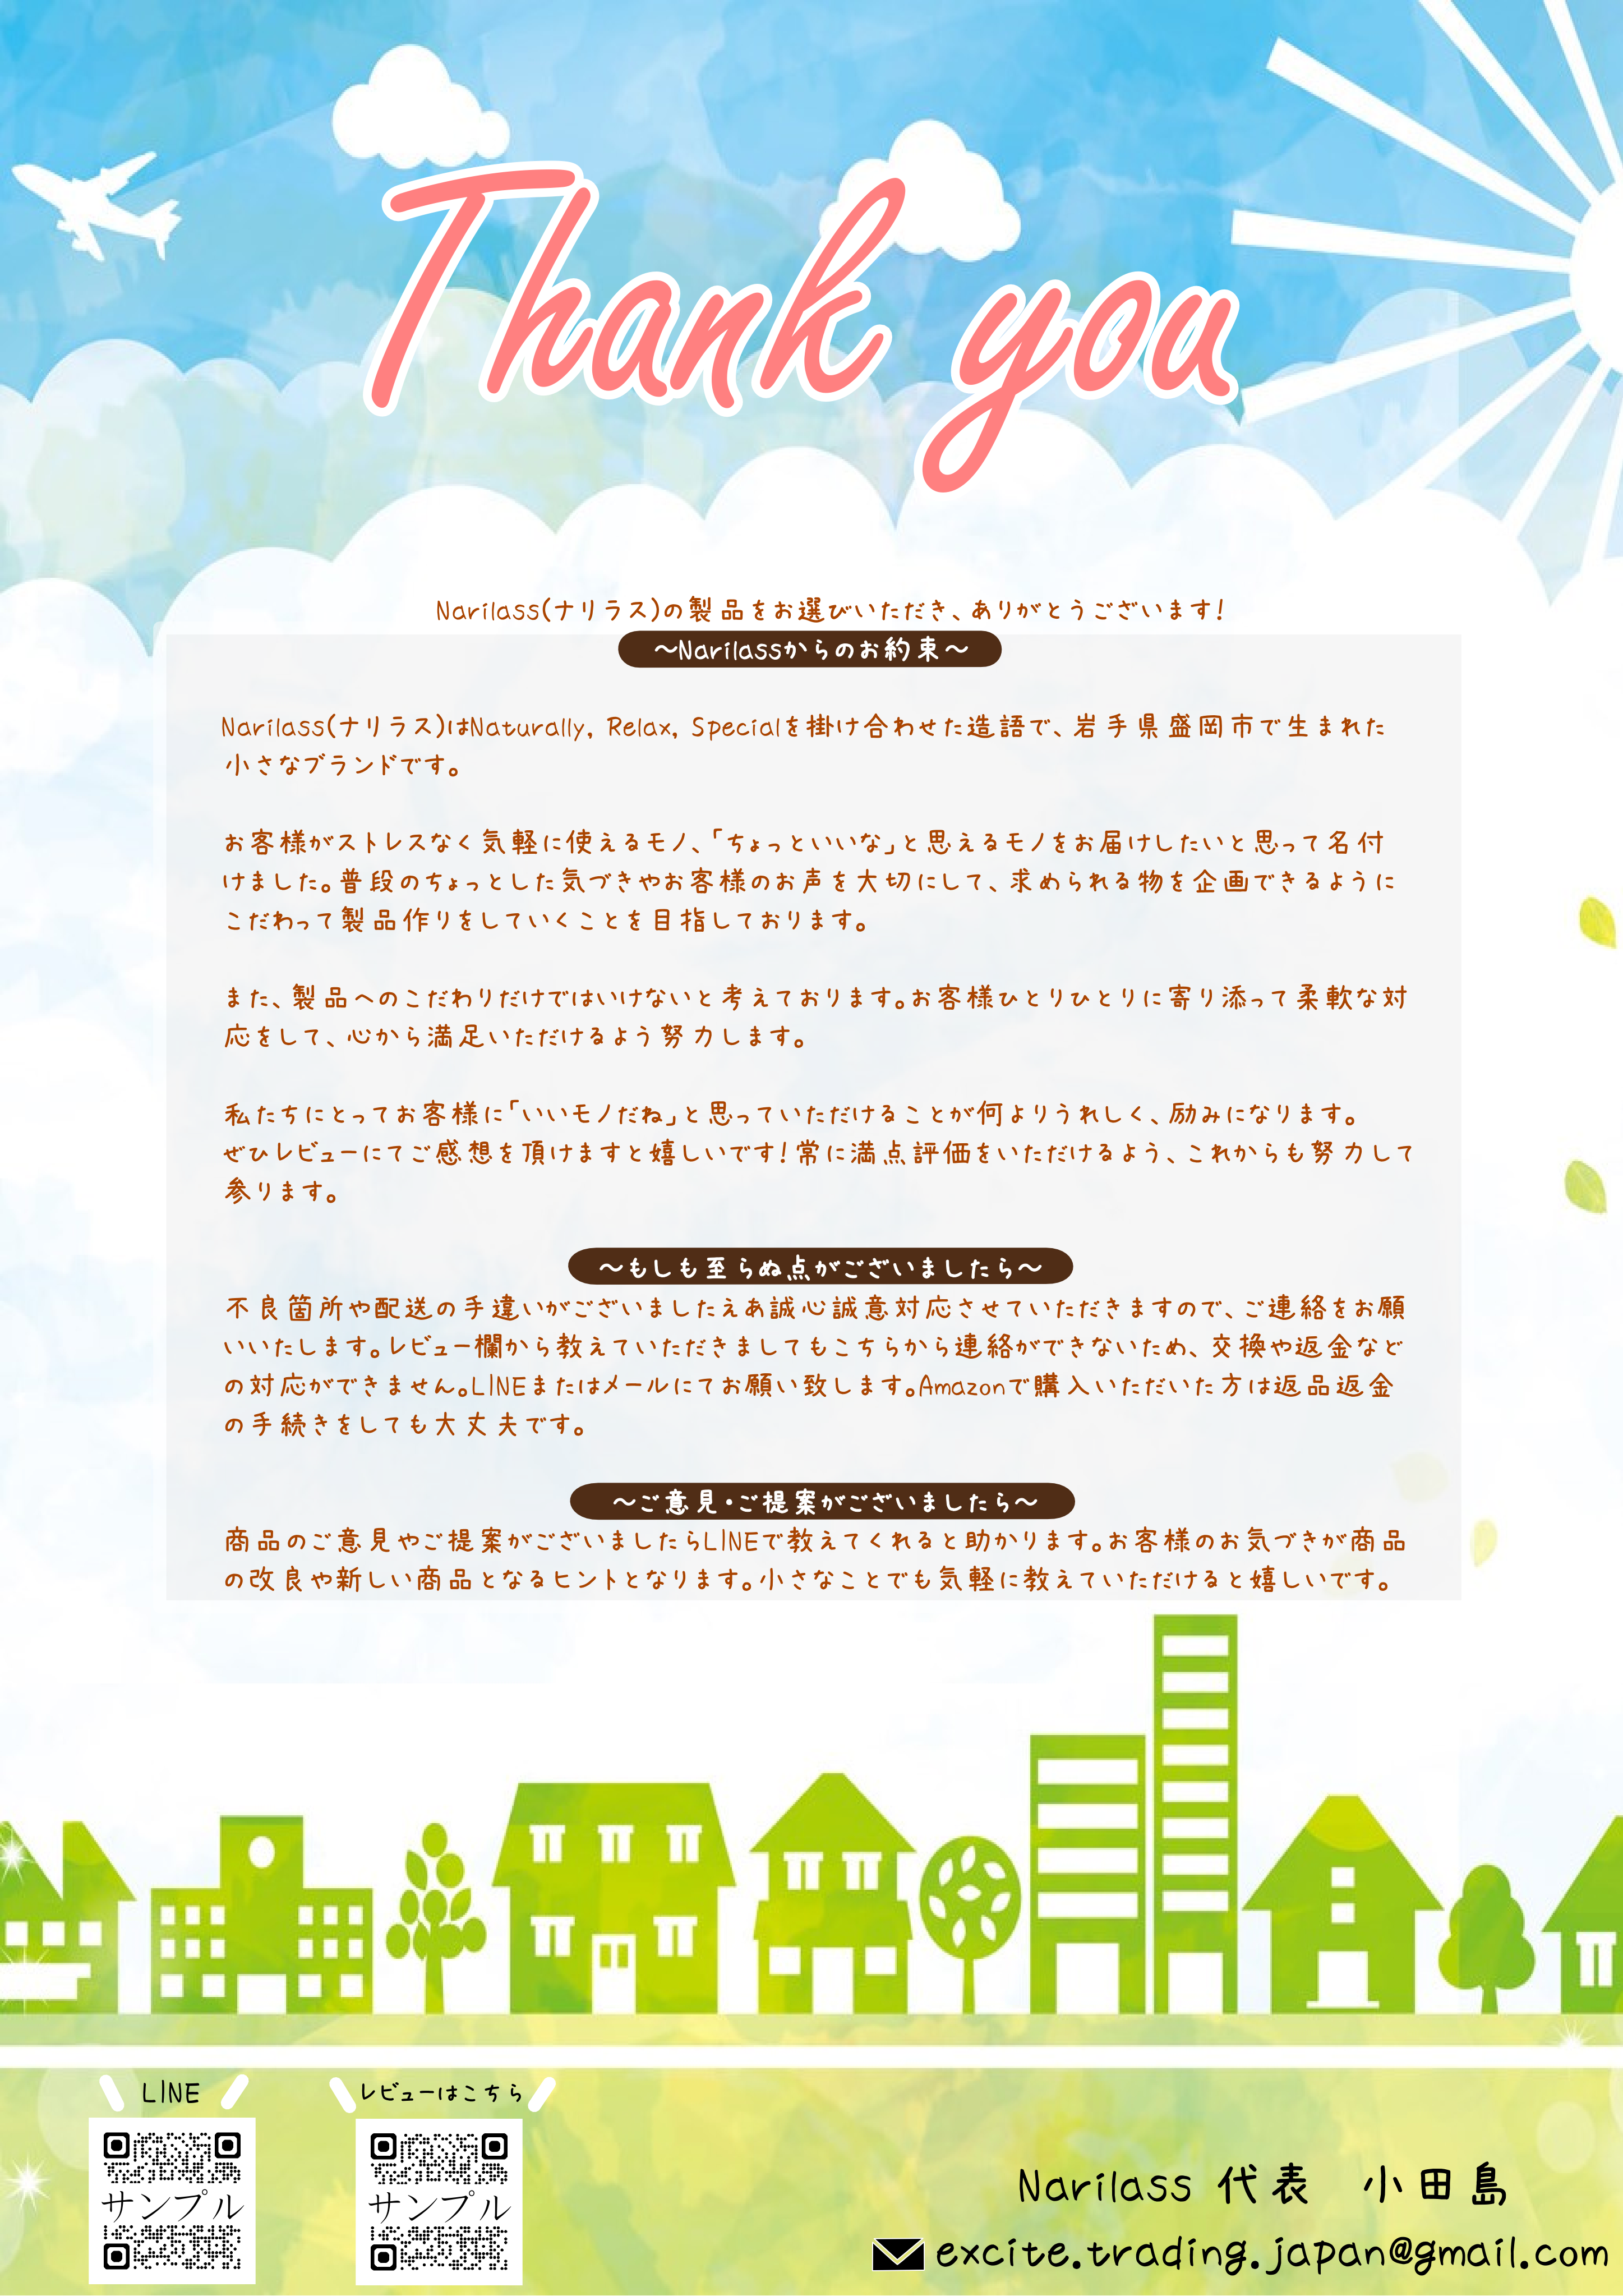 Thank you
Narilass(ナリラス)の製品をお選びいただき、ありがとうございます!
～Narilassからのお約束～
Narilass(ナリラス)はNaturally, Relax, Specialを掛け合わせた造語で、岩手県盛岡市で生まれた
小さなブランドです。
お客様がストレスなく気軽に使えるモノ、「ちょっといいな」と思えるモノをお届けしたいと思って名付
けました。普段のちょっとした気づきやお客様のお声を大切にして、求められる物を企画できるように
こだわって製品作りをしていくことを目指しております。
また、製品へのこだわりだけではいけないと考えております。お客様ひとりひとりに寄り添って柔軟な対
応をして、心から満足いただけるよう努力します。
私たちにとってお客様に「いいモノだね」と思っていただけることが何よりうれしく、励みになります。
ぜひレビューにてご感想を頂けますと嬉しいです!常に満点評価をいただけるよう、これからも努力して
参ります。
～もしも至らぬ点がございましたら～
不良箇所や配送の手違いがございましたえあ誠心誠意対応させていただきますので、ご連絡をお願
いいたします。レビュー欄から教えていただきましてもこちらから連絡ができないため、交換や返金など
の対応ができません。LINEまたはメールにてお願い致します。Amazonで購入いただいた方は返品返金
の手続きをしても大丈夫です。
～ご意見・ご提案がございましたら～
商品のご意見やご提案がございましたらLINEで教えてくれると助かります。お客様のお気づきが商品
の改良や新しい商品となるヒントとなります。小さなことでも気軽に教えていただけると嬉しいです。
LINE
レビューはこちら
サンプル
サンプル
Narilass 代表　小田島
excite.trading.japan@gmail.com